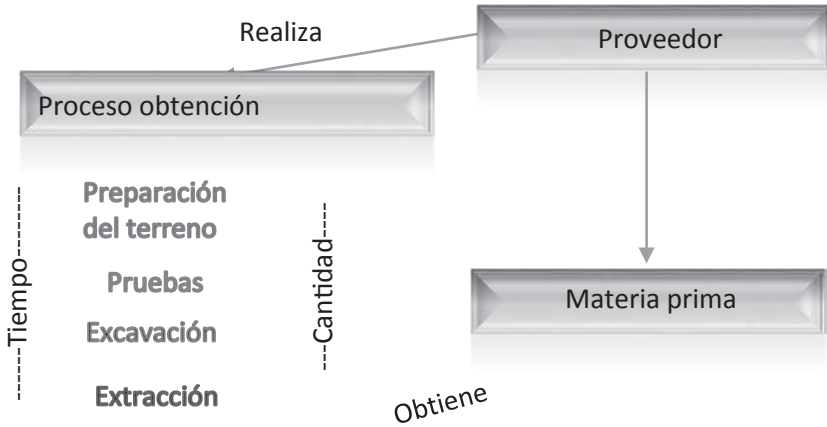 Realiza
Proveedor
Proceso obtención
Preparación
del terreno
Pruebas
Excavación
Extracción
------Tiempo--------
---Cantidad----
Materia prima
Obtiene